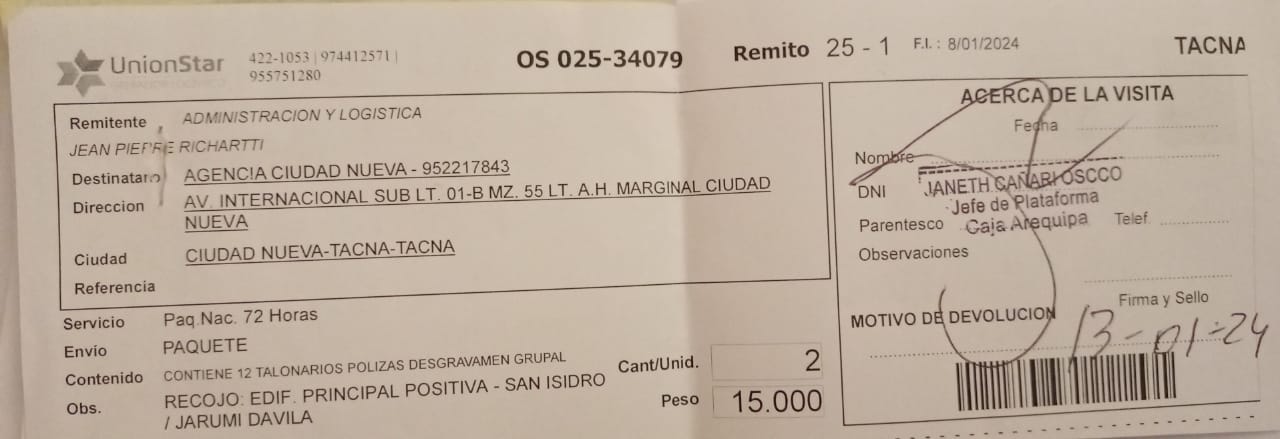 UnionStar
422-1053 | 974412571 |
955751280
OS 025-34079
Remito 25 - 1
F.I. : 8/01/2024
TACNA
Remitente ADMINISTRACION Y LOGISTICA
JEAN PIERRE RICHARTTI
Destinataro AGENCIA CIUDAD NUEVA - 952217843
Direccion AV. INTERNACIONAL SUB LT. 01-B MZ. 55 LT. A.H. MARGINAL CIUDAD
NUEVA
Ciudad CIUDAD NUEVA-TACNA-TACNA
Referencia
Servicio Paq.Nac. 72 Horas
Envío PAQUETE
Contenido CONTIENE 12 TALONARIOS POLIZAS DESGRAVAMEN GRUPAL
Obs. RECOJO: EDIF. PRINCIPAL POSITIVA - SAN ISIDRO
/ JARUMI DAVILA
Cant/Unid. 2
Peso 15.000
ACERCA DE LA VISITA
Fecha
Nombre
DNI
JANETH CAÑARI OSCCO
Jefe de Plataforma
Caja Arequipa
Parentesco
Telef.
Observaciones
Firma y Sello
MOTIVO DE DEVOLUCION
13-01-24